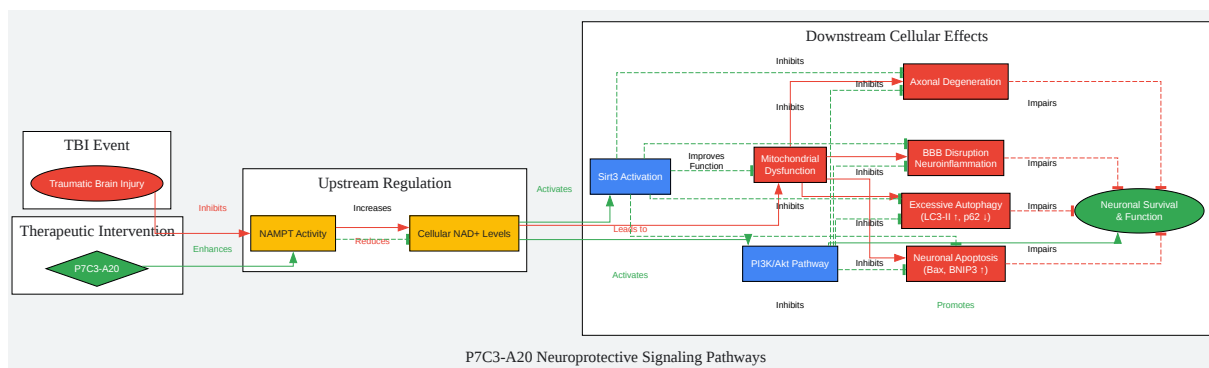 Downstream Cellular Effects
Inhibits
Axonal Degeneration
Inhibits
Inhibits
Impairs
TBI Event
Traumatic Brain Injury
BBB Disruption
Neuroinflammation
Improves
Function
Mitochondrial
Dysfunction
Impairs
Inhibits
Upstream Regulation
Sirt3 Activation
Activates
Increases
Inhibits
Inhibits
Excessive Autophagy
(LC3-II ↑, p62 ↓)
Impairs
Neuronal Survival
& Function
Therapeutic Intervention
NAMPT Activity
Cellular NAD+ Levels
Reduces
Leads to
Inhibits
Enhances
Impairs
P7C3-A20
PI3K/Akt Pathway
Inhibits
Neuronal Apoptosis
(Bax, BNIP3 ↑)
Activates
Inhibits
Promotes
P7C3-A20 Neuroprotective Signaling Pathways